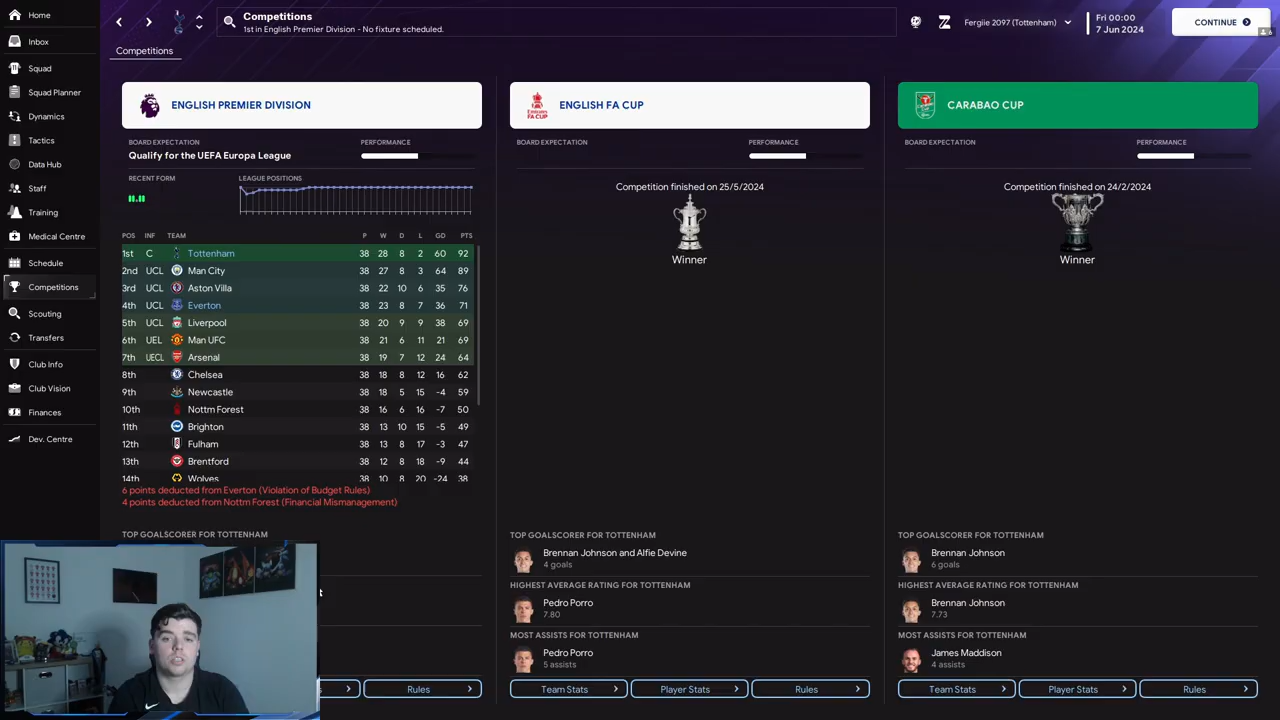 Home
Inbox
Squad
Squad Planner
Dynamics
Tactics
Data Hub
Staff
Training
Medical Centre
Schedule
Competitions
Scouting
Transfers
Club Info
Club Vision
Finances
Dev. Centre
Competitions
1st in English Premier Division - No fixture scheduled.
Fergiie 2097 (Tottenham)
Fri 00:00
7 Jun 2024
CONTINUE
6
Competitions
ENGLISH PREMIER DIVISION
BOARD EXPECTATION PERFORMANCE
Qualify for the UEFA Europa League
RECENT FORM LEAGUE POSITIONS
POS INF TEAM P W D L GD PTS
1st C Tottenham 38 28 8 2 60 92
2nd UCL Man City 38 27 8 3 64 89
3rd UCL Aston Villa 38 22 10 6 35 76
4th UCL Everton 38 23 8 7 36 71
5th UCL Liverpool 38 20 9 9 38 69
6th UEL Man UFC 38 21 6 11 21 69
7th UECL Arsenal 38 19 7 12 24 64
8th Chelsea 38 18 8 12 16 62
9th Newcastle 38 18 5 15 -4 59
10th Nottm Forest 38 16 6 16 -7 50
11th Brighton 38 13 10 15 -5 49
12th Fulham 38 13 8 17 -3 47
13th Brentford 38 12 8 18 -9 44
14th Wolves 38 10 8 20 -24 38
6 points deducted from Everton (Violation of Budget Rules)
4 points deducted from Nottm Forest (Financial Mismanagement)
TOP GOALSCORER FOR TOTTENHAM
Rules
ENGLISH FA CUP
BOARD EXPECTATION PERFORMANCE
Competition finished on 25/5/2024
Winner
TOP GOALSCORER FOR TOTTENHAM
Brennan Johnson and Alfie Devine
4 goals
HIGHEST AVERAGE RATING FOR TOTTENHAM
Pedro Porro
7.80
MOST ASSISTS FOR TOTTENHAM
Pedro Porro
5 assists
Team Stats Player Stats Rules
CARABAO CUP
BOARD EXPECTATION PERFORMANCE
Competition finished on 24/2/2024
Winner
TOP GOALSCORER FOR TOTTENHAM
Brennan Johnson
6 goals
HIGHEST AVERAGE RATING FOR TOTTENHAM
Brennan Johnson
7.73
MOST ASSISTS FOR TOTTENHAM
James Maddison
4 assists
Team Stats Player Stats Rules